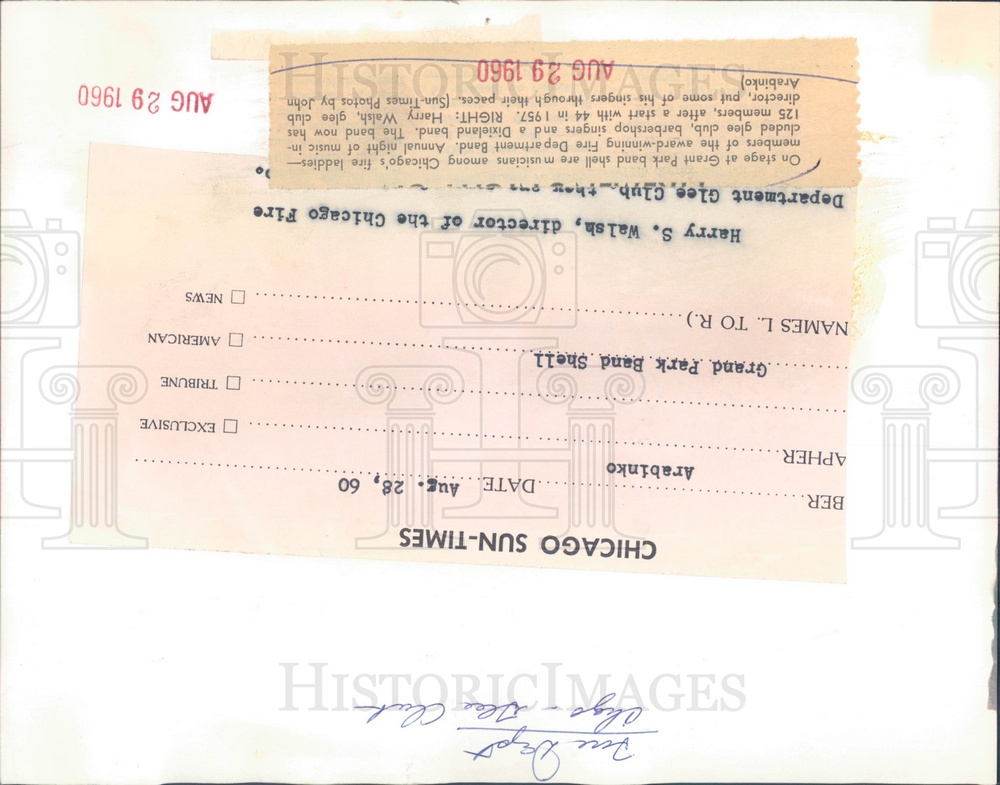 Fire Dept
Chgo - Glee Club
CHICAGO SUN-TIMES
BER DATE Aug. 28, 60
APHER Arabinko EXCLUSIVE
TRIBUNE
Grand Park Band Shell AMERICAN
NAMES L. TO R.) NEWS
Harry S. Walsh, director of the Chicago Fire
Department Glee Club.
On stage at Grant Park band shell are musicians among Chicago's fire laddies—
members of the award-winning Fire Department Band. Annual night of music in-
cluded glee club, barbershop singers and a Dixieland band. The band now has
125 members, after a start with 44 in 1957. RIGHT: Harry Walsh, glee club
director, put some of his singers through their paces. (Sun-Times Photos by John
Arabinko)
AUG 29 1960
AUG 29 1960
HISTORICIMAGES
HISTORICIMAGES